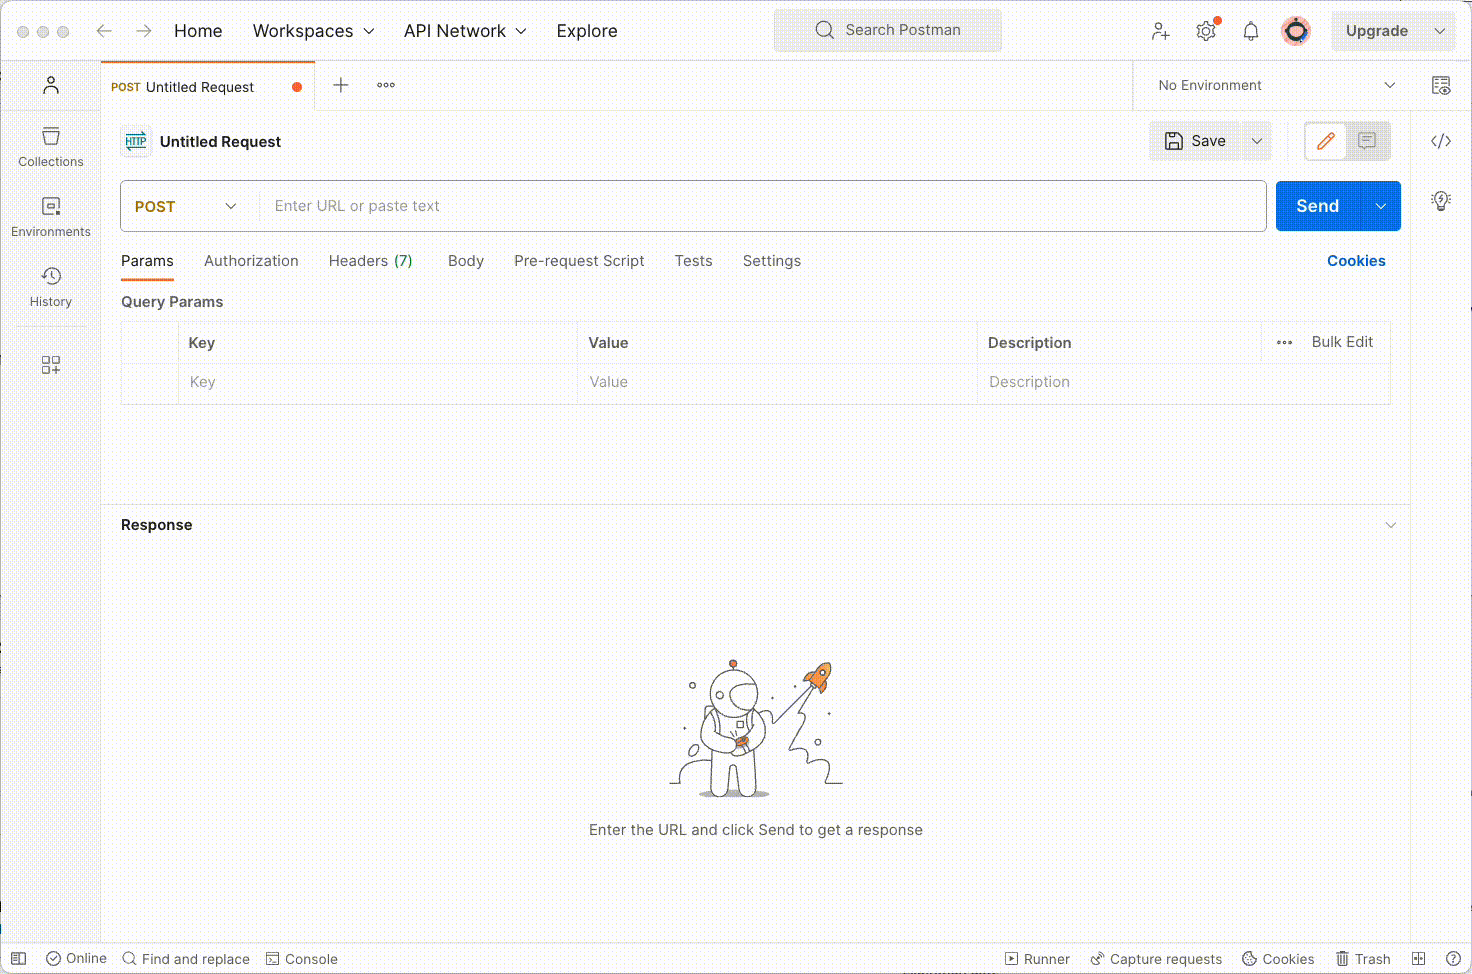 Home Workspaces API Network Explore Search Postman Upgrade
POST Untitled Request No Environment
HTTP Untitled Request Save
Collections
Environments
History
POST Enter URL or paste text Send
Params Authorization Headers (7) Body Pre-request Script Tests Settings Cookies
Query Params
Key Value Description Bulk Edit
Key Value Description
Response
Enter the URL and click Send to get a response
Online Find and replace Console Runner Capture requests Cookies Trash